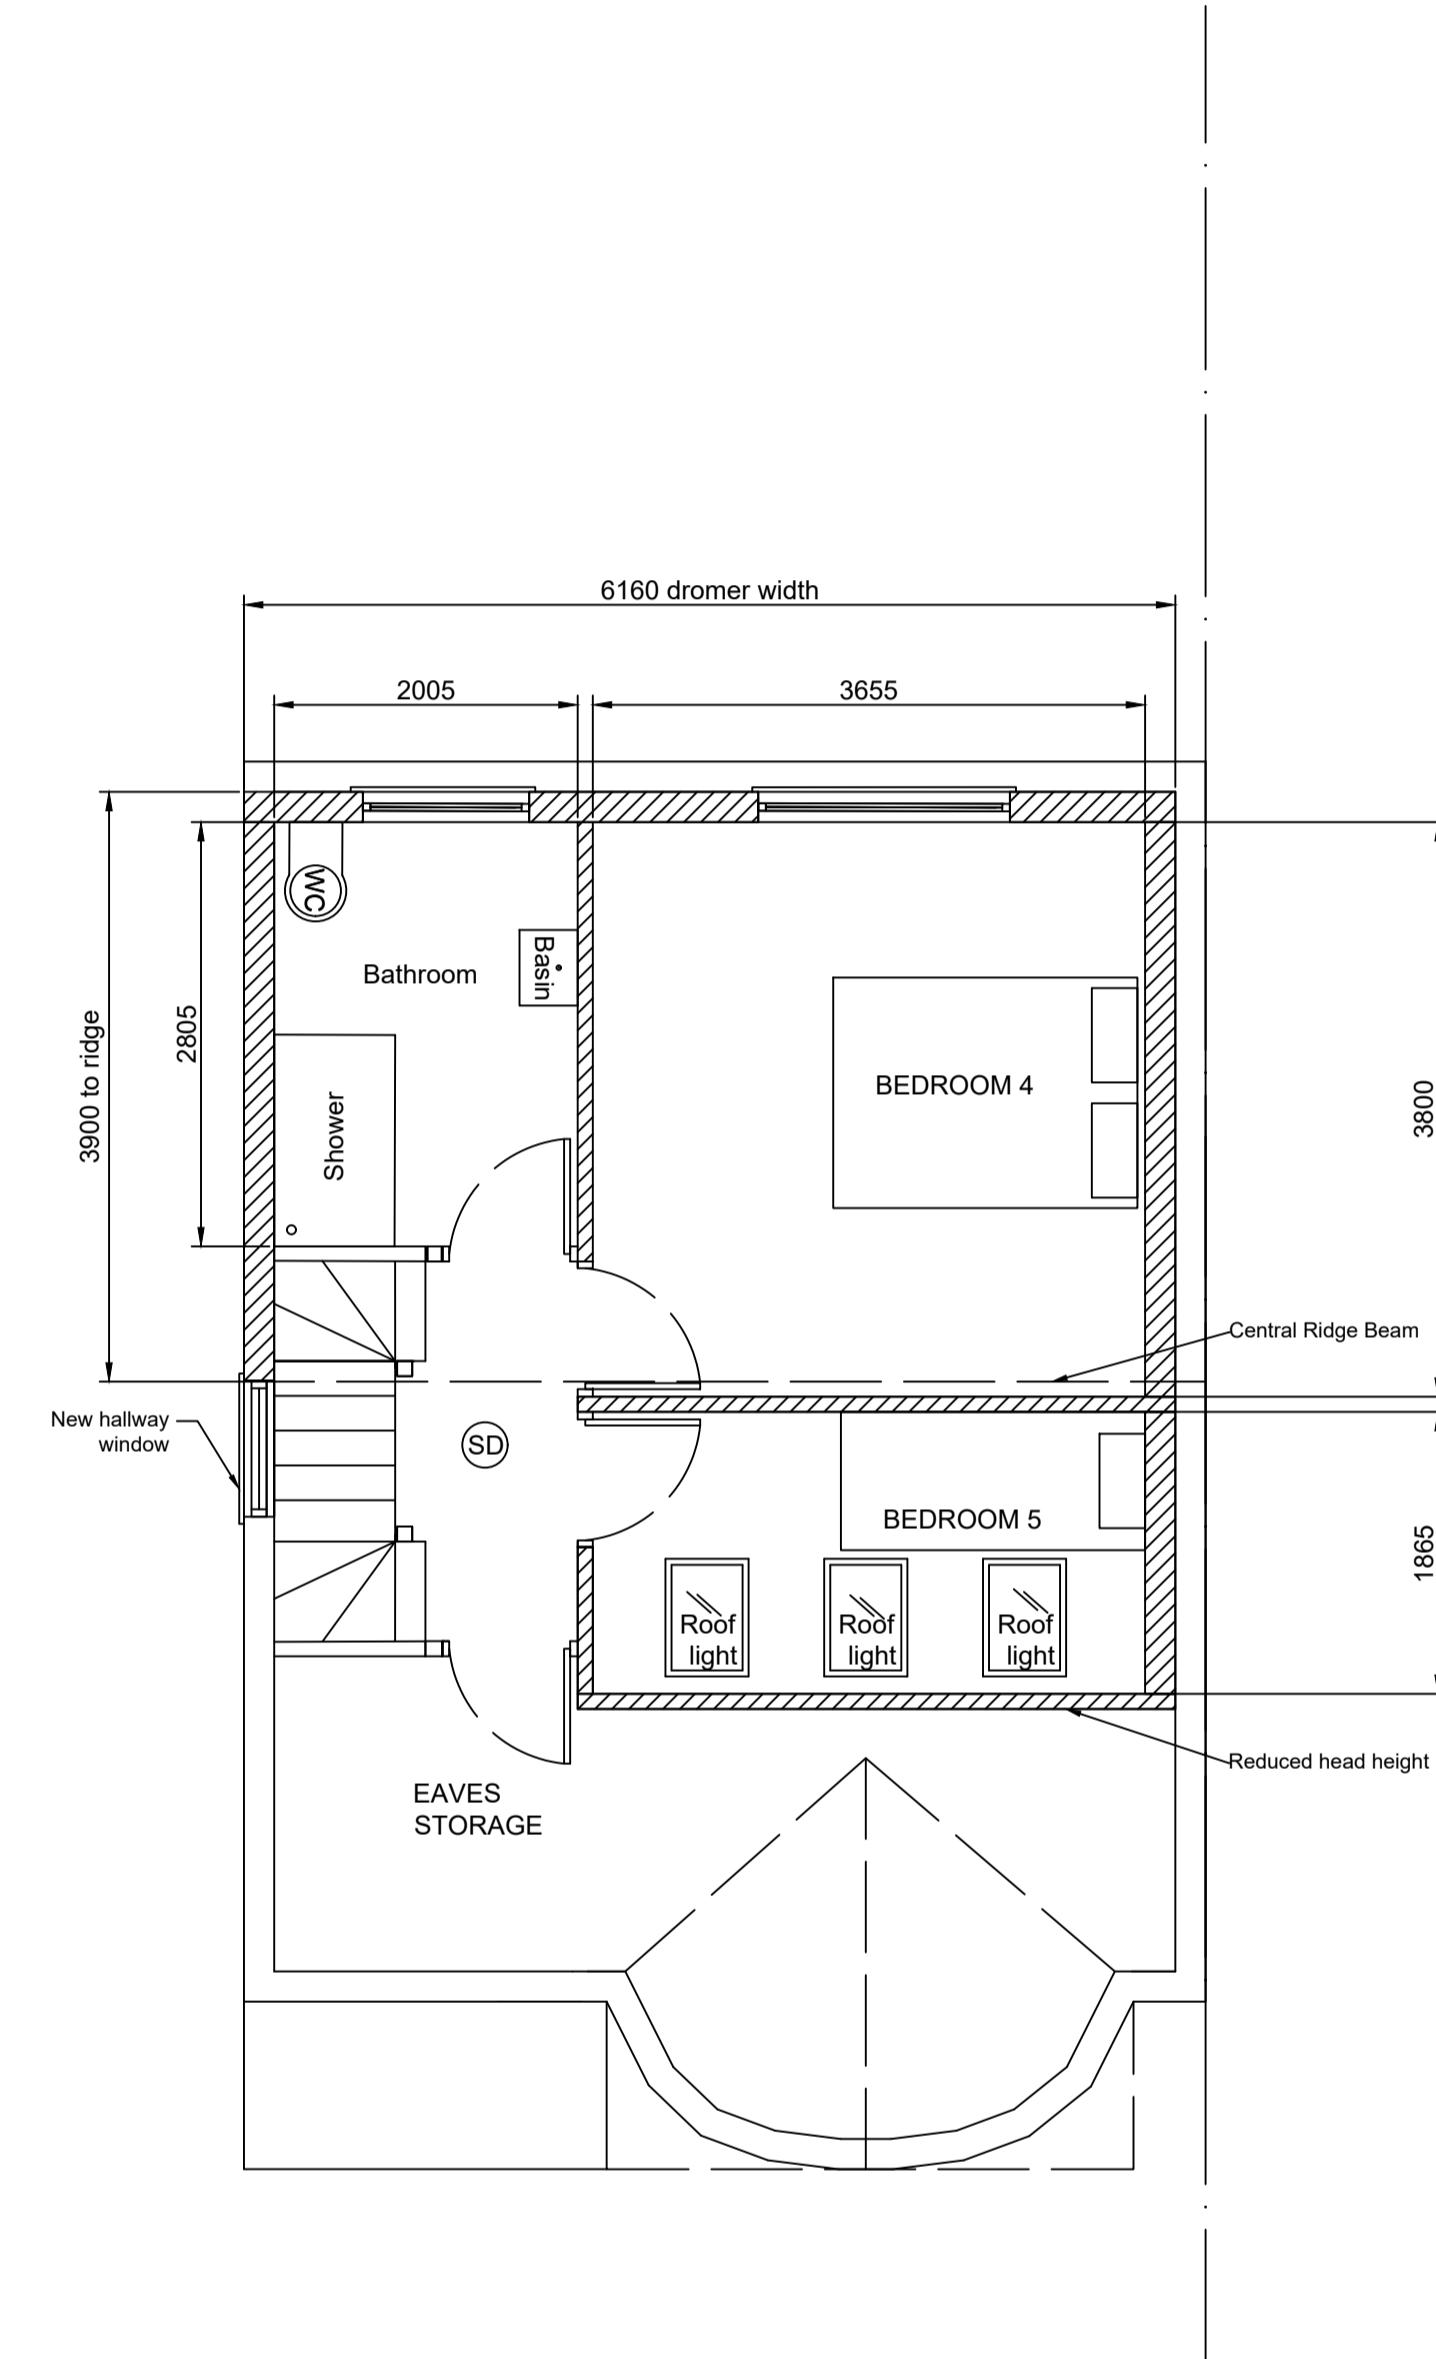 6160 dromer width
2005
3655
WC
Basin
Bathroom
2805
3900 to ridge
Shower
BEDROOM 4
3800
Central Ridge Beam
New hallway
window
SD
BEDROOM 5
1865
Roof
light
Roof
light
Roof
light
Reduced head height
EAVES
STORAGE